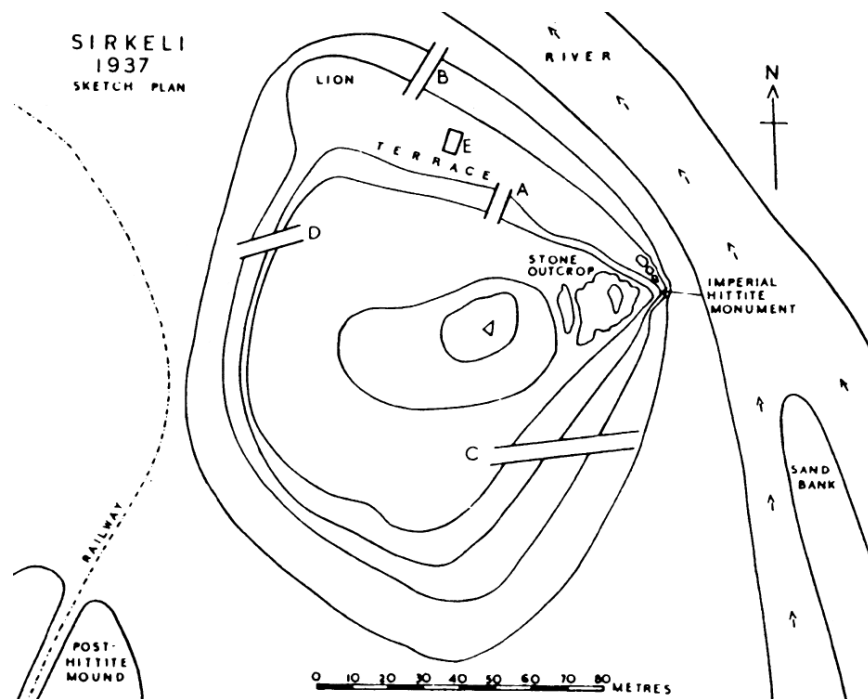 SIRKELI
1937
SKETCH PLAN
RIVER
N
LION
B
E
TERRACE
A
D
STONE
OUTCROP
IMPERIAL
HITTITE
MONUMENT
C
SAND
BANK
RAILWAY
POST-
HITTITE
MOUND
0 10 20 30 40 50 60 70 80 METRES